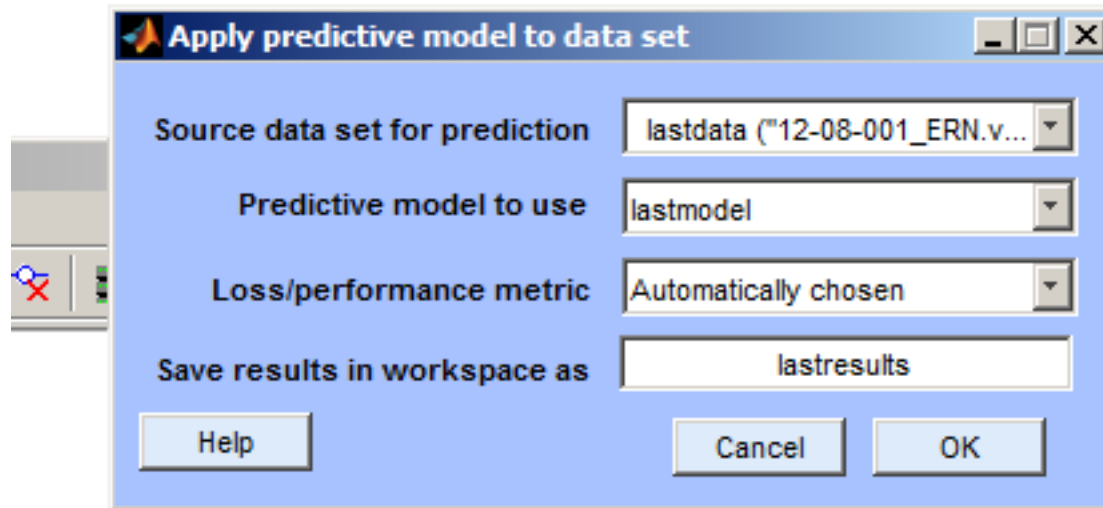 Apply predictive model to data set
Source data set for prediction lastdata ("12-08-001_ERN.v...
Predictive model to use lastmodel
Loss/performance metric Automatically chosen
Save results in workspace as lastresults
Help Cancel OK